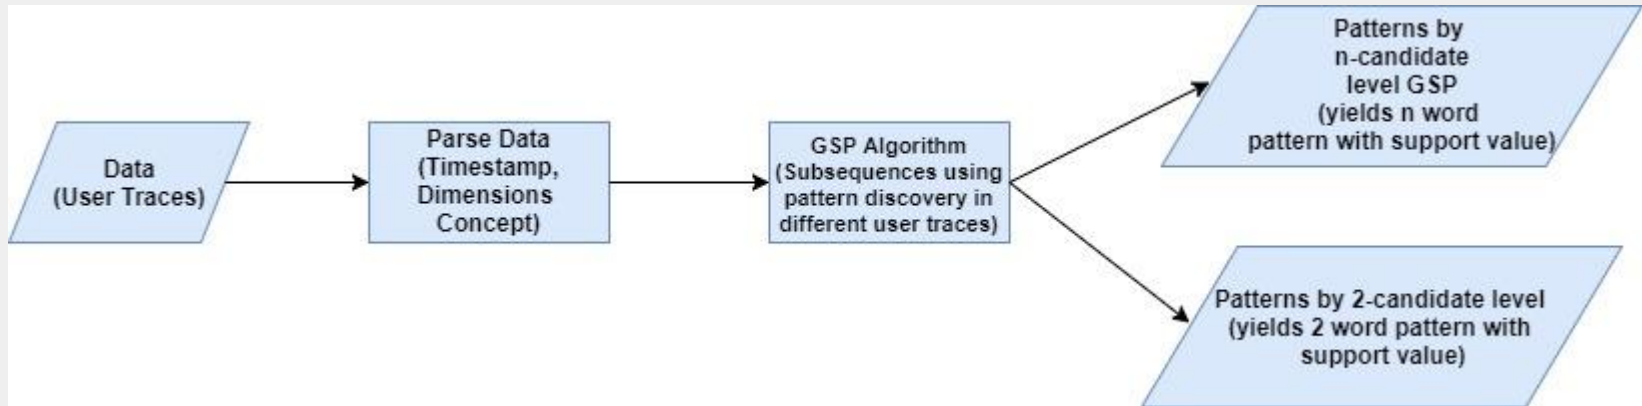 Data
(User Traces)
Parse Data
(Timestamp,
Dimensions
Concept)
GSP Algorithm
(Subsequences using
pattern discovery in
different user traces)
Patterns by
n-candidate
level GSP
(yields n word
pattern with support value)
Patterns by 2-candidate level
(yields 2 word pattern with
support value)